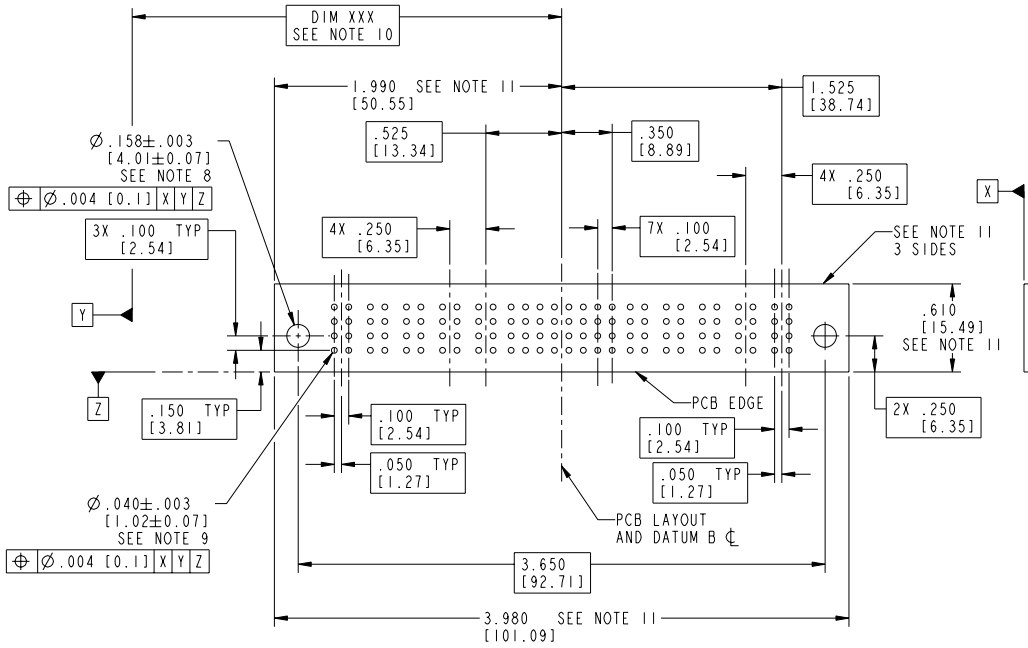 DIM XXX
SEE NOTE 10
1.990 SEE NOTE 11
[50.55]
1.525
[38.74]
.525
[13.34]
.350
[8.89]
Ø.158±.003
[4.01±0.07]
SEE NOTE 8
⌖ Ø.004 [0.1] X Y Z
4X .250
[6.35]
X
3X .100 TYP
[2.54]
4X .250
[6.35]
7X .100
[2.54]
SEE NOTE 11
3 SIDES
Y
.610
[15.49]
SEE NOTE 11
Z
.150 TYP
[3.81]
.100 TYP
[2.54]
.050 TYP
[1.27]
PCB EDGE
.100 TYP
[2.54]
.050 TYP
[1.27]
2X .250
[6.35]
Ø.040±.003
[1.02±0.07]
SEE NOTE 9
⌖ Ø.004 [0.1] X Y Z
PCB LAYOUT
AND DATUM B ℄
3.650
[92.71]
3.980 SEE NOTE 11
[101.09]